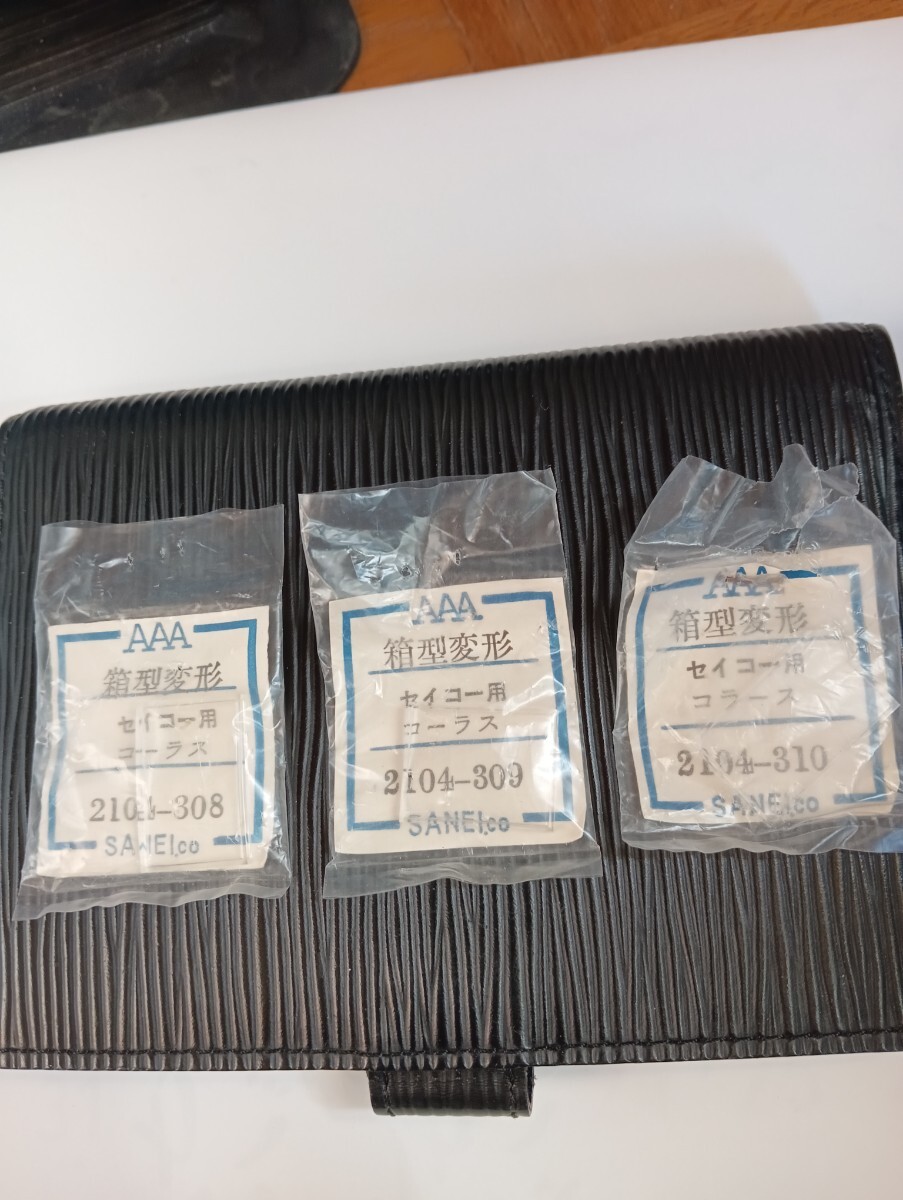 AAA
箱型変形
セイコー用
コーラス
2104-308
SANEI.co
AAA
箱型変形
セイコー用
コーラス
2104-309
SANEI.co
AAA
箱型変形
セイコー用
コラース
2104-310
SANEI.co